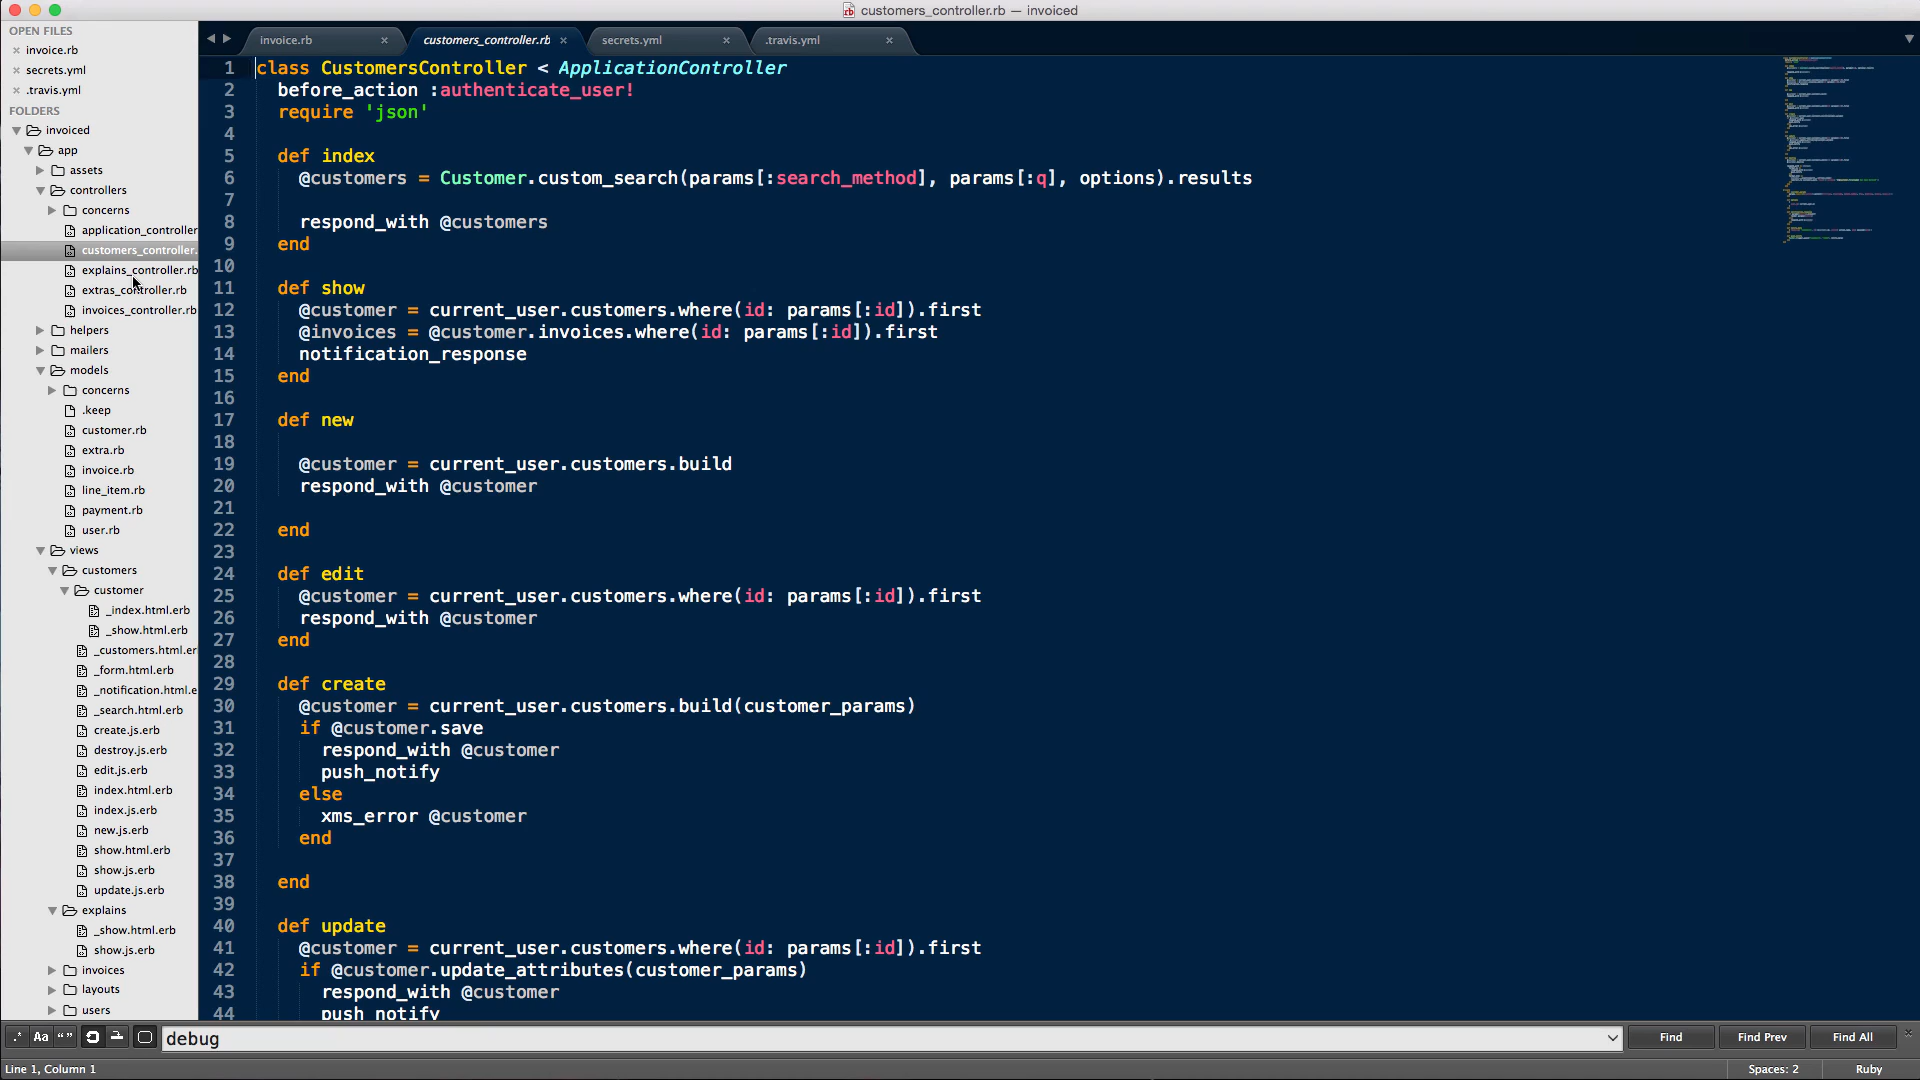 customers_controller.rb — invoiced
OPEN FILES
invoice.rb
secrets.yml
.travis.yml
FOLDERS
invoiced
app
assets
controllers
concerns
application_controller
customers_controller.
explains_controller.rb
extras_controller.rb
invoices_controller.rb
helpers
mailers
models
concerns
.keep
customer.rb
extra.rb
invoice.rb
line_item.rb
payment.rb
user.rb
views
customers
customer
_index.html.erb
_show.html.erb
_customers.html.er
_form.html.erb
_notification.html.e
_search.html.erb
create.js.erb
destroy.js.erb
edit.js.erb
index.html.erb
index.js.erb
new.js.erb
show.html.erb
show.js.erb
update.js.erb
explains
_show.html.erb
show.js.erb
invoices
layouts
users
invoice.rb customers_controller.rb secrets.yml .travis.yml
1 class CustomersController < ApplicationController
2 before_action :authenticate_user!
3 require 'json'
4
5 def index
6 @customers = Customer.custom_search(params[:search_method], params[:q], options).results
7
8 respond_with @customers
9 end
10
11 def show
12 @customer = current_user.customers.where(id: params[:id]).first
13 @invoices = @customer.invoices.where(id: params[:id]).first
14 notification_response
15 end
16
17 def new
18
19 @customer = current_user.customers.build
20 respond_with @customer
21
22 end
23
24 def edit
25 @customer = current_user.customers.where(id: params[:id]).first
26 respond_with @customer
27 end
28
29 def create
30 @customer = current_user.customers.build(customer_params)
31 if @customer.save
32 respond_with @customer
33 push_notify
34 else
35 xms_error @customer
36 end
37
38 end
39
40 def update
41 @customer = current_user.customers.where(id: params[:id]).first
42 if @customer.update_attributes(customer_params)
43 respond_with @customer
44 push_notify
.* Aa “ ” debug Find Find Prev Find All
Line 1, Column 1 Spaces: 2 Ruby